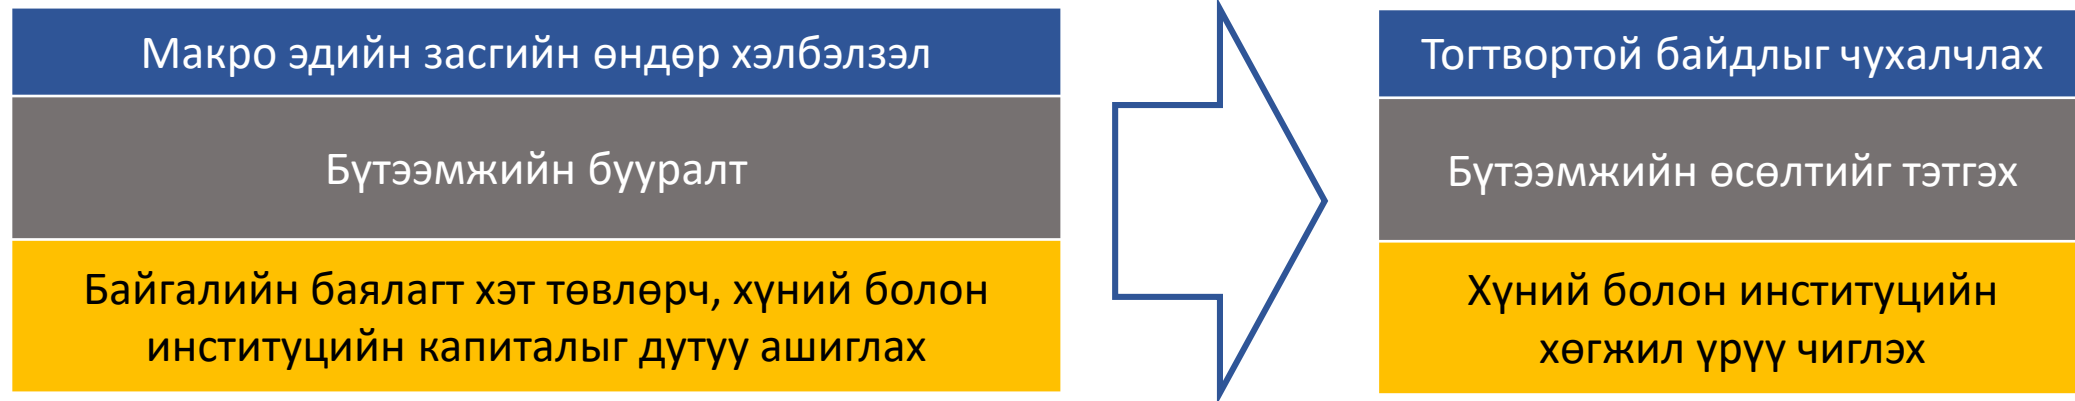 Макро эдийн засгийн өндөр хэлбэлзэл
Бүтээмжийн бууралт
Байгалийн баялагт хэт төвлөрч, хүний болон
институцийн капиталыг дутуу ашиглах
Тогтвортой байдлыг чухалчлах
Бүтээмжийн өсөлтийг тэтгэх
Хүний болон институцийн
хөгжил үрүү чиглэх